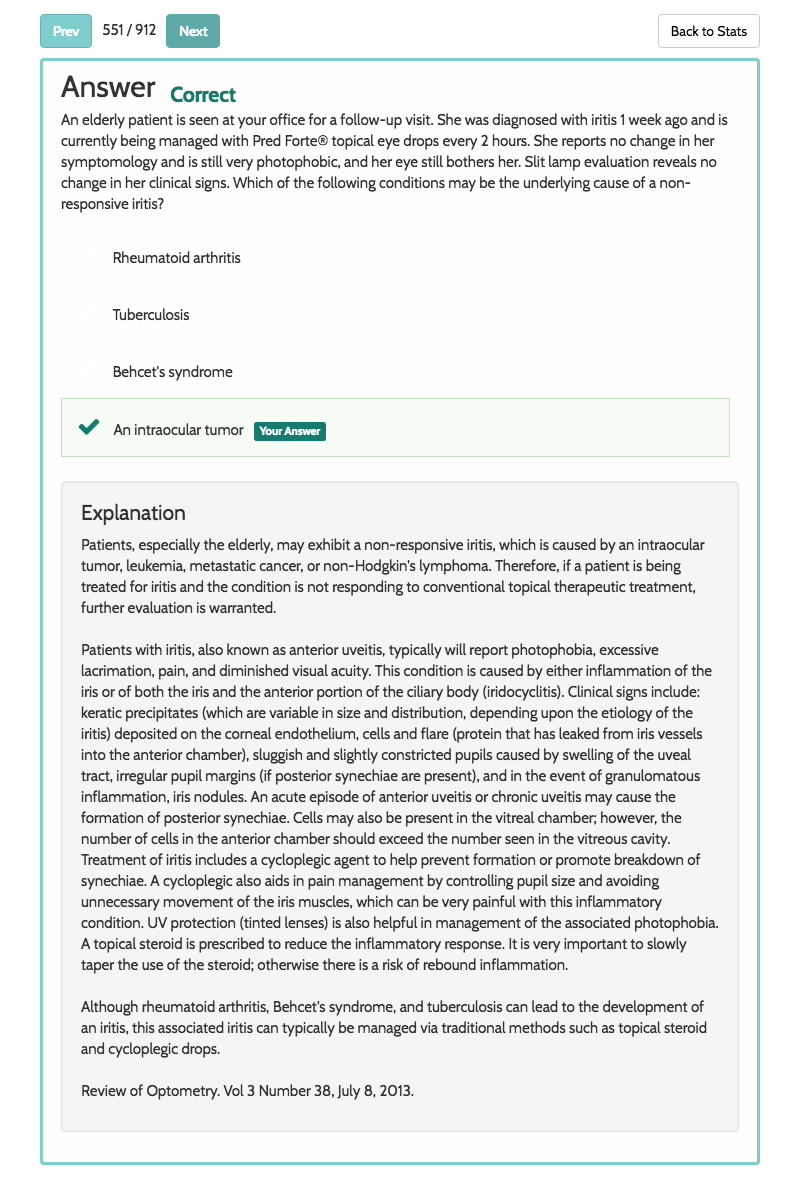 Prev 551 / 912 Next Back to Stats
Answer Correct
An elderly patient is seen at your office for a follow-up visit. She was diagnosed with iritis 1 week ago and is
currently being managed with Pred Forte® topical eye drops every 2 hours. She reports no change in her
symptomology and is still very photophobic, and her eye still bothers her. Slit lamp evaluation reveals no
change in her clinical signs. Which of the following conditions may be the underlying cause of a non-
responsive iritis?
Rheumatoid arthritis
Tuberculosis
Behcet's syndrome
An intraocular tumor Your Answer
Explanation
Patients, especially the elderly, may exhibit a non-responsive iritis, which is caused by an intraocular
tumor, leukemia, metastatic cancer, or non-Hodgkin's lymphoma. Therefore, if a patient is being
treated for iritis and the condition is not responding to conventional topical therapeutic treatment,
further evaluation is warranted.
Patients with iritis, also known as anterior uveitis, typically will report photophobia, excessive
lacrimation, pain, and diminished visual acuity. This condition is caused by either inflammation of the
iris or of both the iris and the anterior portion of the ciliary body (iridocyclitis). Clinical signs include:
keratic precipitates (which are variable in size and distribution, depending upon the etiology of the
iritis) deposited on the corneal endothelium, cells and flare (protein that has leaked from iris vessels
into the anterior chamber), sluggish and slightly constricted pupils caused by swelling of the uveal
tract, irregular pupil margins (if posterior synechiae are present), and in the event of granulomatous
inflammation, iris nodules. An acute episode of anterior uveitis or chronic uveitis may cause the
formation of posterior synechiae. Cells may also be present in the vitreal chamber; however, the
number of cells in the anterior chamber should exceed the number seen in the vitreous cavity.
Treatment of iritis includes a cycloplegic agent to help prevent formation or promote breakdown of
synechiae. A cycloplegic also aids in pain management by controlling pupil size and avoiding
unnecessary movement of the iris muscles, which can be very painful with this inflammatory
condition. UV protection (tinted lenses) is also helpful in management of the associated photophobia.
A topical steroid is prescribed to reduce the inflammatory response. It is very important to slowly
taper the use of the steroid; otherwise there is a risk of rebound inflammation.
Although rheumatoid arthritis, Behcet's syndrome, and tuberculosis can lead to the development of
an iritis, this associated iritis can typically be managed via traditional methods such as topical steroid
and cycloplegic drops.
Review of Optometry. Vol 3 Number 38, July 8, 2013.